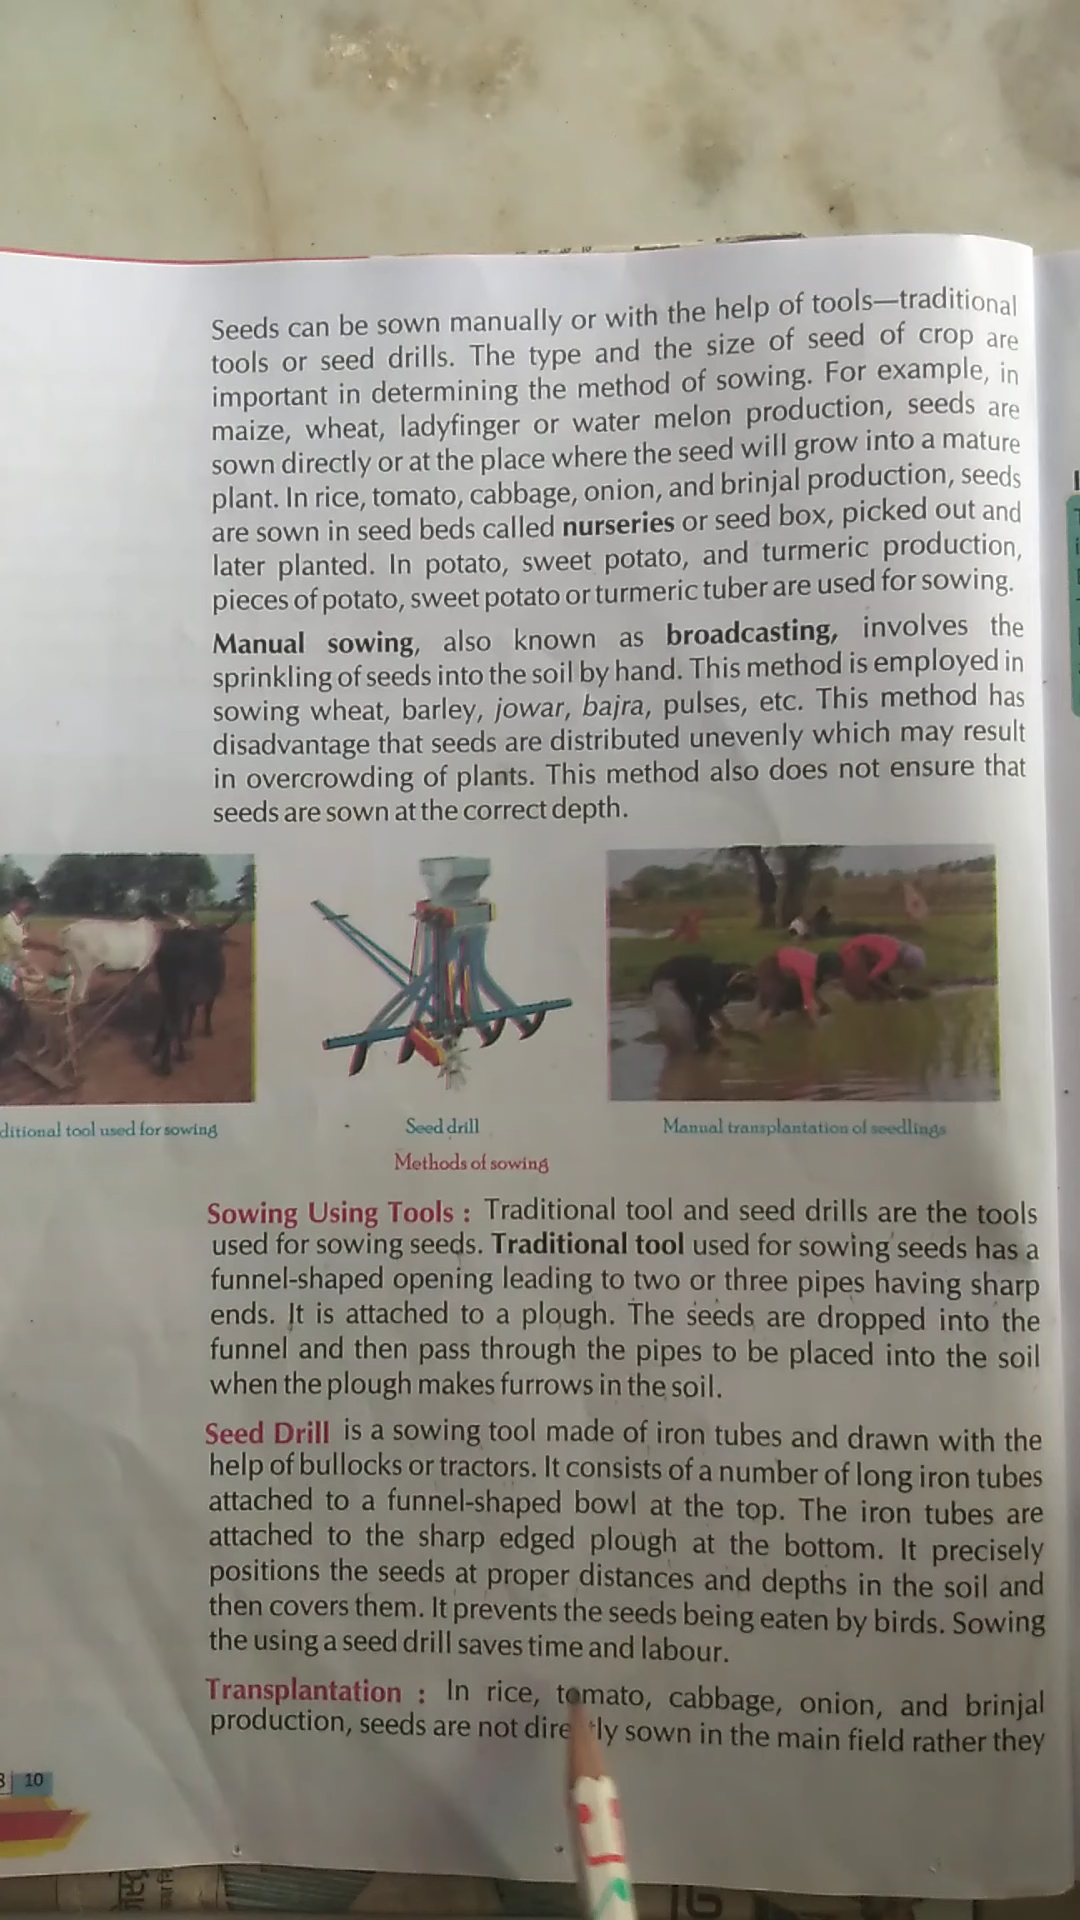 Seeds can be sown manually or with the help of tools—traditional
tools or seed drills. The type and the size of seed of crop are
important in determining the method of sowing. For example, in
maize, wheat, ladyfinger or water melon production, seeds are
sown directly or at the place where the seed will grow into a mature
plant. In rice, tomato, cabbage, onion, and brinjal production, seeds
are sown in seed beds called nurseries or seed box, picked out and
later planted. In potato, sweet potato, and turmeric production,
pieces of potato, sweet potato or turmeric tuber are used for sowing.
Manual sowing, also known as broadcasting, involves the
sprinkling of seeds into the soil by hand. This method is employed in
sowing wheat, barley, jowar, bajra, pulses, etc. This method has
disadvantage that seeds are distributed unevenly which may result
in overcrowding of plants. This method also does not ensure that
seeds are sown at the correct depth.
ditional tool used for sowing
Seed drill
Manual transplantation of seedlings
Methods of sowing
Sowing Using Tools : Traditional tool and seed drills are the tools
used for sowing seeds. Traditional tool used for sowing seeds has a
funnel-shaped opening leading to two or three pipes having sharp
ends. It is attached to a plough. The seeds are dropped into the
funnel and then pass through the pipes to be placed into the soil
when the plough makes furrows in the soil.
Seed Drill is a sowing tool made of iron tubes and drawn with the
help of bullocks or tractors. It consists of a number of long iron tubes
attached to a funnel-shaped bowl at the top. The iron tubes are
attached to the sharp edged plough at the bottom. It precisely
positions the seeds at proper distances and depths in the soil and
then covers them. It prevents the seeds being eaten by birds. Sowing
the using a seed drill saves time and labour.
Transplantation : In rice, tomato, cabbage, onion, and brinjal
production, seeds are not directly sown in the main field rather they
10